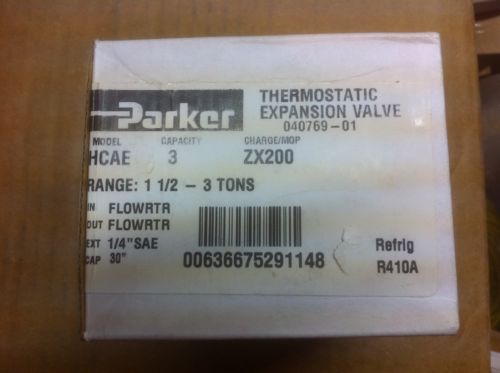 Parker
THERMOSTATIC
EXPANSION VALVE
040769-01
MODEL CAPACITY CHARGE/MOP
HCAE 3 ZX200
RANGE: 1 1/2 - 3 TONS
IN FLOWRTR
OUT FLOWRTR
EXT 1/4"SAE
CAP 30"
00636675291148
Refrig
R410A